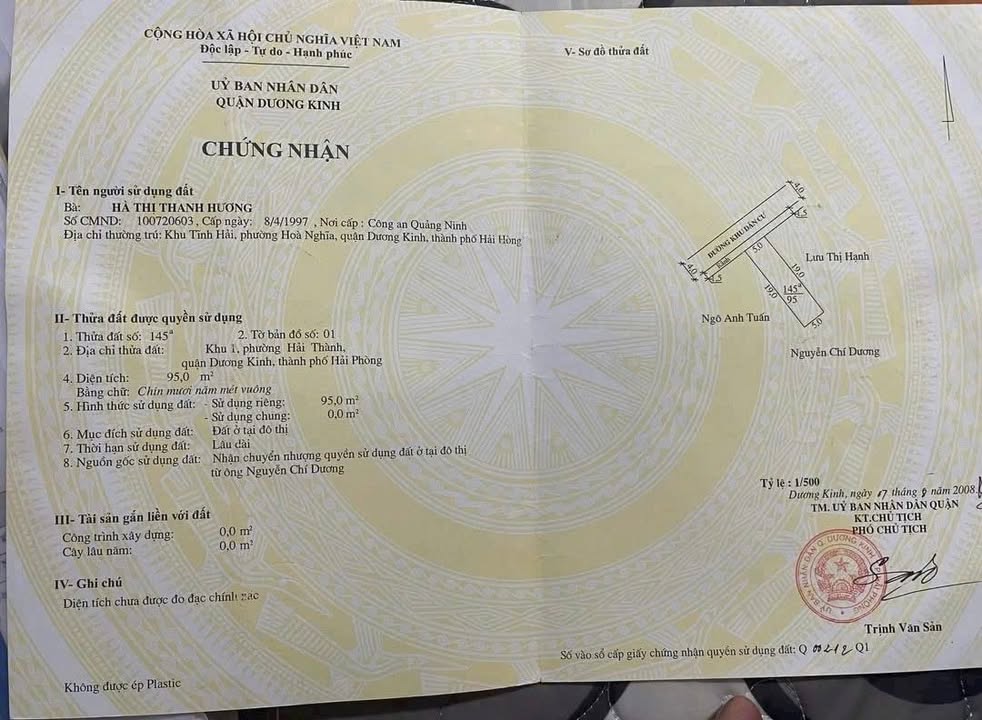 CỘNG HÒA XÃ HỘI CHỦ NGHĨA VIỆT NAM
Độc lập - Tự do - Hạnh phúc
UỶ BAN NHÂN DÂN
QUẬN DƯƠNG KINH
CHỨNG NHẬN
I- Tên người sử dụng đất
Bà: HÀ THỊ THANH HƯƠNG
Số CMND: 100720603 , Cấp ngày: 8/4/1997 , Nơi cấp : Công an Quảng Ninh
Địa chỉ thường trú: Khu Tĩnh Hải, phường Hoà Nghĩa, quận Dương Kinh, thành phố Hải Hòng
II- Thửa đất được quyền sử dụng
1. Thửa đất số: 145ª 2. Tờ bản đồ số: 01
2. Địa chỉ thửa đất: Khu 1, phường Hải Thành,
quận Dương Kinh, thành phố Hải Phòng
4. Diện tích: 95,0 m²
Bằng chữ: Chín mươi năm mét vuông
5. Hình thức sử dụng đất: - Sử dụng riêng: 95,0 m²
- Sử dụng chung: 0,0 m²
6. Mục đích sử dụng đất: Đất ở tại đô thị
7. Thời hạn sử dụng đất: Lâu dài
8. Nguồn gốc sử dụng đất: Nhận chuyển nhượng quyền sử dụng đất ở tại đô thị
từ ông Nguyễn Chí Dương
III- Tài sản gắn liền với đất
Công trình xây dựng: 0,0 m²
Cây lâu năm: 0,0 m²
IV- Ghi chú
Diện tích chưa được đo đạc chính xac
Không được ép Plastic
V- Sơ đồ thửa đất
4,0
1,5
ĐƯỜNG KHU DÂN CƯ
Rãnh
5.0
4,0
1,5
Lưu Thị Hạnh
19,0
19,0
145ª
95
Ngô Anh Tuấn
5.0
Nguyễn Chí Dương
Tỷ lệ : 1/500
Dương Kinh, ngày 17 tháng 9 năm 2008
TM. UỶ BAN NHÂN DÂN QUẬN
KT.CHỦ TỊCH
PHÓ CHỦ TỊCH
Trịnh Văn Sản
Số vào sổ cấp giấy chứng nhận quyền sử dụng đất: Q 00212 Q1